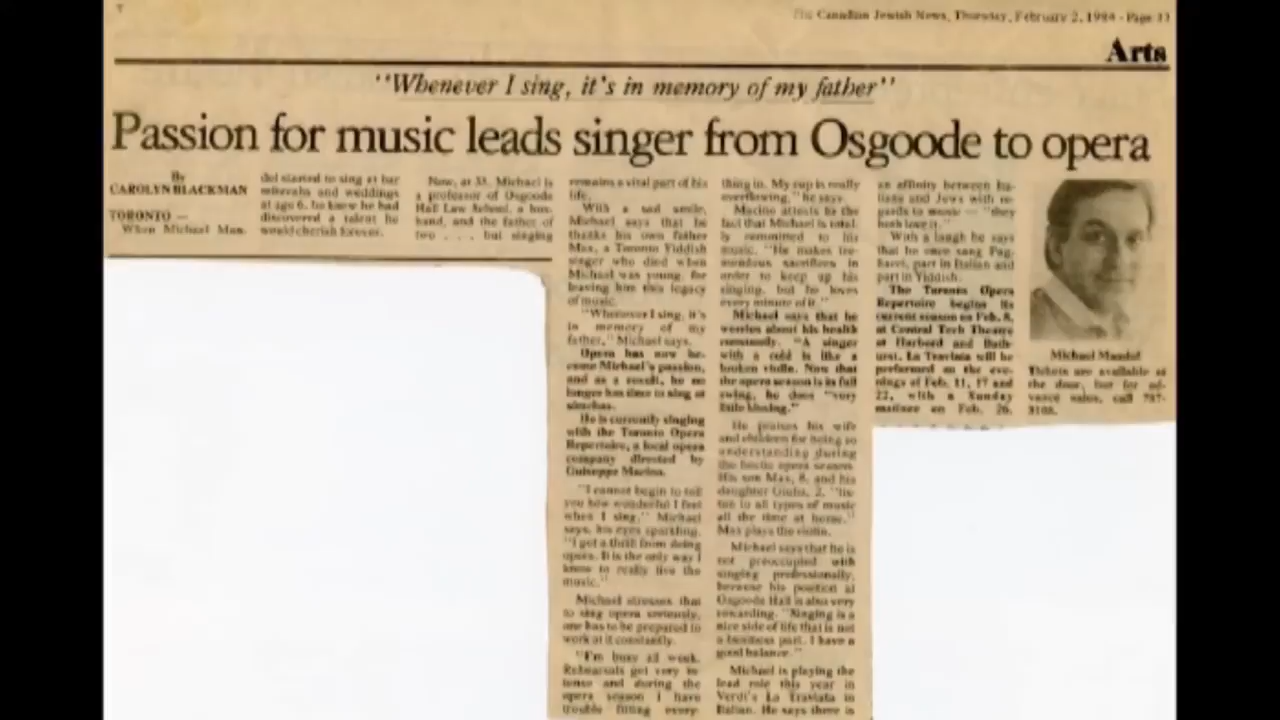 The Canadian Jewish News, Thursday, February 2, 1984 - Page 33
Arts
"Whenever I sing, it's in memory of my father"
Passion for music leads singer from Osgoode to opera
By
CAROLYN BLACKMAN
TORONTO —
When Michael Man-
del started to sing at bar
mitzvahs and weddings
at age 6, he knew he had
discovered a talent he
would cherish forever.
Now, at 35, Michael is
a professor of Osgoode
Hall Law School, a hus-
band, and the father of
two . . . but singing
remains a vital part of his
life.
With a sad smile,
Michael says that he
thanks his own father
Max, a Toronto Yiddish
singer who died when
Michael was young, for
leaving him this legacy
of music.
"Whenever I sing, it's
in memory of my
father," Michael says.
Opera has now be-
come Michael's passion,
and as a result, he no
longer has time to sing at
simchas.
He is currently singing
with the Toronto Opera
Repertoire, a local opera
company directed by
Guiseppe Macina.
"I cannot begin to tell
you how wonderful I feel
when I sing," Michael
says, his eyes sparkling.
"I get a thrill from doing
opera. It is the only way I
know to really live the
music."
Michael stresses that
to sing opera seriously,
one has to be prepared to
work at it constantly.
"I'm busy all week.
Rehearsals get very in-
tense and during the
opera season I have
trouble fitting every-
thing in. My cup is really
overflowing," he says.
Macina attests to the
fact that Michael is total-
ly committed to his
music. "He makes tre-
mendous sacrifices in
order to keep up his
singing, but he loves
every minute of it."
Michael says that he
worries about his health
constantly. "A singer
with a cold is like a
broken violin. Now that
the opera season is in full
swing, he does "very
little kissing."
He praises his wife
and children for being so
understanding during
the hectic opera season.
His son Max, 8, and his
daughter Giulia, 2, "lis-
ten to all types of music
all the time at home."
Max plays the violin.
Michael says that he is
not preoccupied with
singing professionally,
because his position at
Osgoode Hall is also very
rewarding. "Singing is a
nice side of life that is not
a business part. I have a
good balance."
Michael is playing the
lead role this year in
Verdi's La Traviata in
Italian. He says there is
an affinity between Ita-
lians and Jews with re-
gards to music — "they
both love it."
With a laugh he says
that he once sang Pag-
liacci, part in Italian and
part in Yiddish.
The Toronto Opera
Repertoire begins its
current season on Feb. 8,
at Central Tech Theatre
at Harbord and Bath-
urst. La Traviata will be
performed on the eve-
nings of Feb. 11, 17 and
22, with a Sunday
matinee on Feb. 26.
Michael Mandel
Tickets are available at
the door, but for ad-
vance sales, call